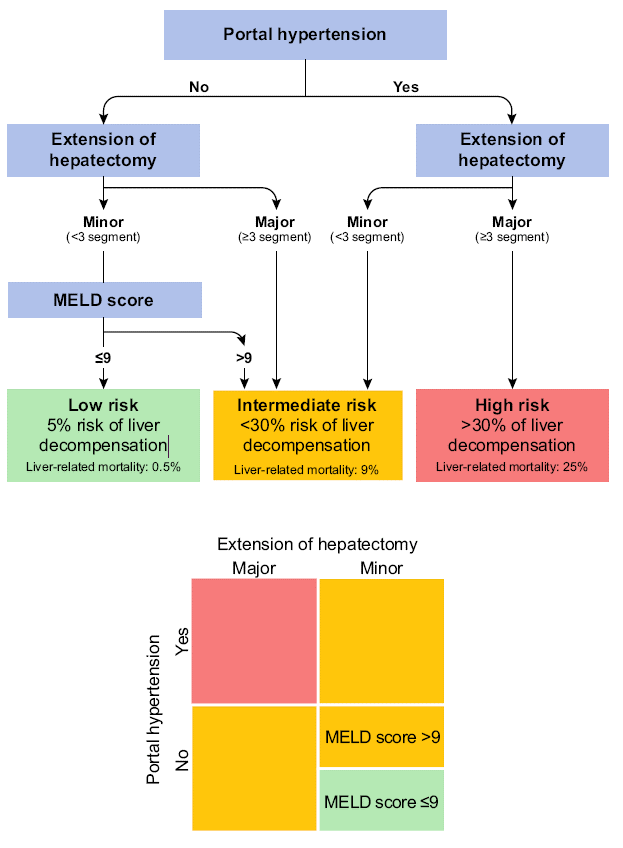 Portal hypertension
No
Yes
Extension of
hepatectomy
Extension of
hepatectomy
Minor
(<3 segment)
Major
(≥3 segment)
Minor
(<3 segment)
Major
(≥3 segment)
MELD score
≤9
>9
Low risk
5% risk of liver
decompensation
Liver-related mortality: 0.5%
Intermediate risk
<30% risk of liver
decompensation
Liver-related mortality: 9%
High risk
>30% of liver
decompensation
Liver-related mortality: 25%
Extension of hepatectomy
Major
Minor
Portal hypertension
Yes
No
MELD score >9
MELD score ≤9